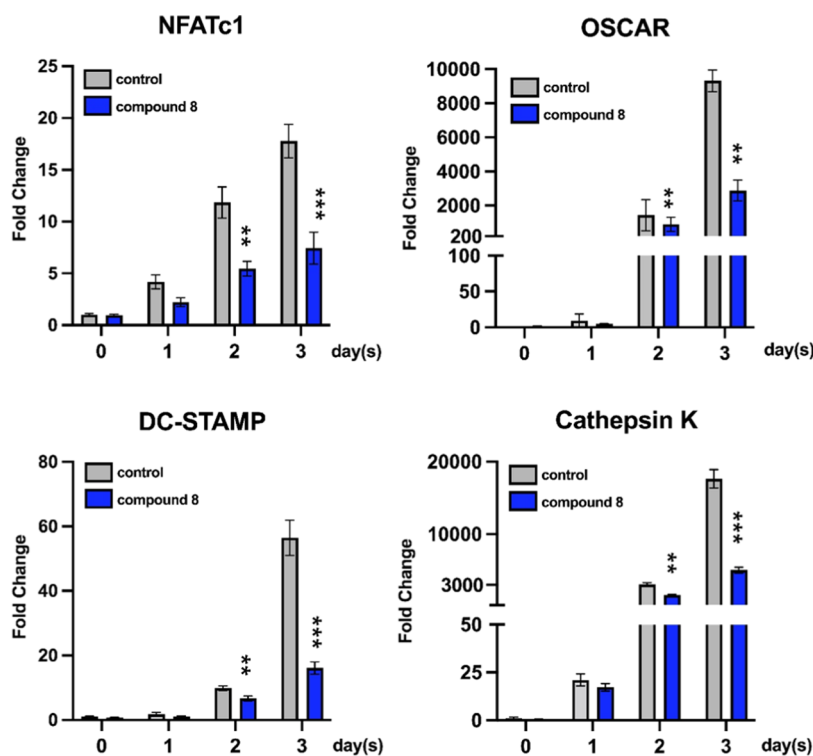 NFATc1
25
20
15
10
5
0
Fold Change
control
compound 8
**
***
0 1 2 3 day(s)
OSCAR
10000
8000
6000
4000
2000
200
100
50
0
Fold Change
control
compound 8
**
**
0 1 2 3 day(s)
DC-STAMP
80
60
40
20
0
Fold Change
control
compound 8
**
***
0 1 2 3 day(s)
Cathepsin K
20000
10000
3000
50
25
0
Fold Change
control
compound 8
**
***
0 1 2 3 day(s)